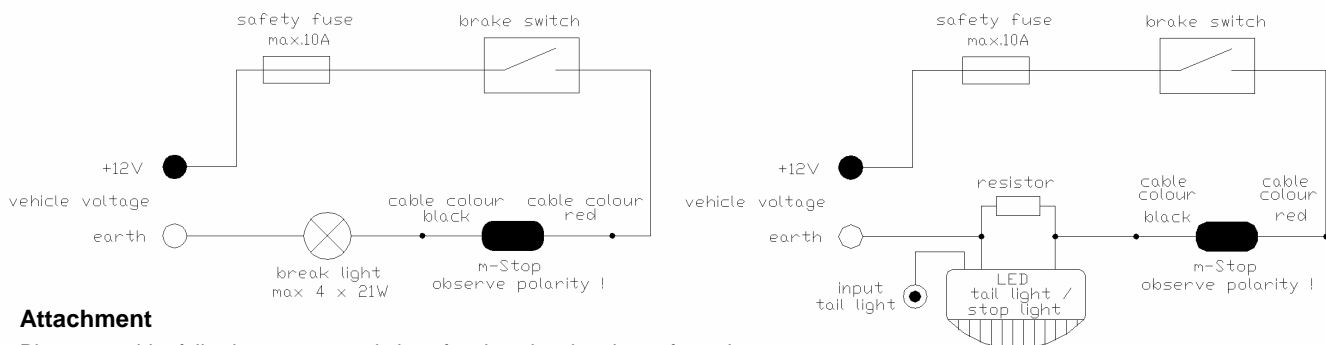 safety fuse
max.10A
brake switch
+12V
vehicle voltage
earth
cable colour
black
cable colour
red
break light
max 4 x 21W
m-Stop
observe polarity !
safety fuse
max.10A
brake switch
+12V
vehicle voltage
earth
resistor
cable
colour
black
cable
colour
red
input
tail light
LED
tail light /
stop light
m-Stop
observe polarity !
Attachment